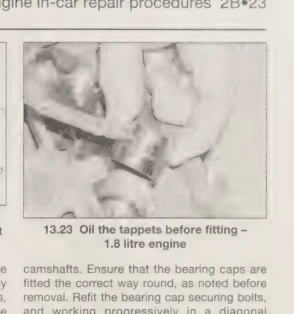 gine in-car repair procedures 2B•23
13.23 Oil the tappets before fitting –
1.8 litre engine
camshafts. Ensure that the bearing caps are
fitted the correct way round, as noted before
removal. Refit the bearing cap securing bolts,
and working progressively in a diagonal